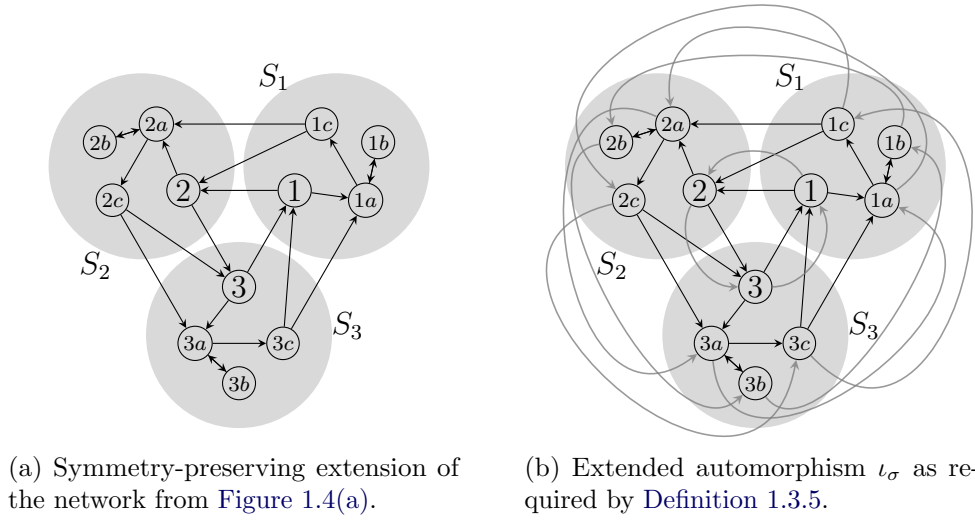 S₁
2a
1c
2b
1b
2
1
2c
1a
S₂
3
3a
3c
S₃
3b
S₁
2a
1c
2b
1b
2
1
2c
1a
S₂
3
3a
3c
S₃
3b
(a) Symmetry-preserving extension of
the network from Figure 1.4(a).
(b) Extended automorphism ισ as re-
quired by Definition 1.3.5.